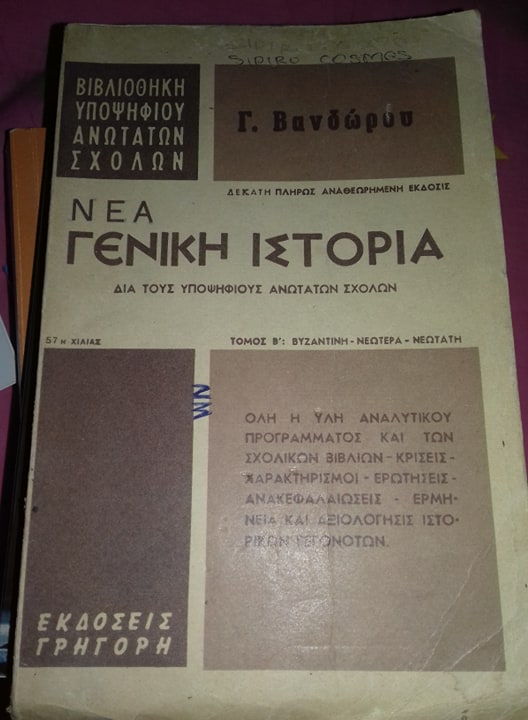 SIDIRO COSMOS
ΒΙΒΛΙΟΘΗΚΗ
ΥΠΟΨΗΦΙΟΥ
ΑΝΩΤΑΤΩΝ
ΣΧΟΛΩΝ
Γ. Βανδώρου
ΔΕΚΑΤΗ ΠΛΗΡΩΣ ΑΝΑΘΕΩΡΗΜΕΝΗ ΕΚΔΟΣΙΣ
ΝΕΑ
ΓΕΝΙΚΗ ΙΣΤΟΡΙΑ
ΔΙΑ ΤΟΥΣ ΥΠΟΨΗΦΙΟΥΣ ΑΝΩΤΑΤΩΝ ΣΧΟΛΩΝ
57η ΧΙΛΙΑΣ
ΤΟΜΟΣ Β': ΒΥΖΑΝΤΙΝΗ - ΝΕΩΤΕΡΑ - ΝΕΩΤΑΤΗ
ΟΛΗ Η ΥΛΗ ΑΝΑΛΥΤΙΚΟΥ
ΠΡΟΓΡΑΜΜΑΤΟΣ ΚΑΙ ΤΩΝ
ΣΧΟΛΙΚΩΝ ΒΙΒΛΙΩΝ - ΚΡΙΣΕΙΣ -
ΧΑΡΑΚΤΗΡΙΣΜΟΙ - ΕΡΩΤΗΣΕΙΣ -
ΑΝΑΚΕΦΑΛΑΙΩΣΕΙΣ - ΕΡΜΗ-
ΝΕΙΑ ΚΑΙ ΑΞΙΟΛΟΓΗΣΙΣ ΙΣΤΟ-
ΡΙΚΩΝ ΓΕΓΟΝΟΤΩΝ.
ΕΚΔΟΣΕΙΣ
ΓΡΗΓΟΡΗ